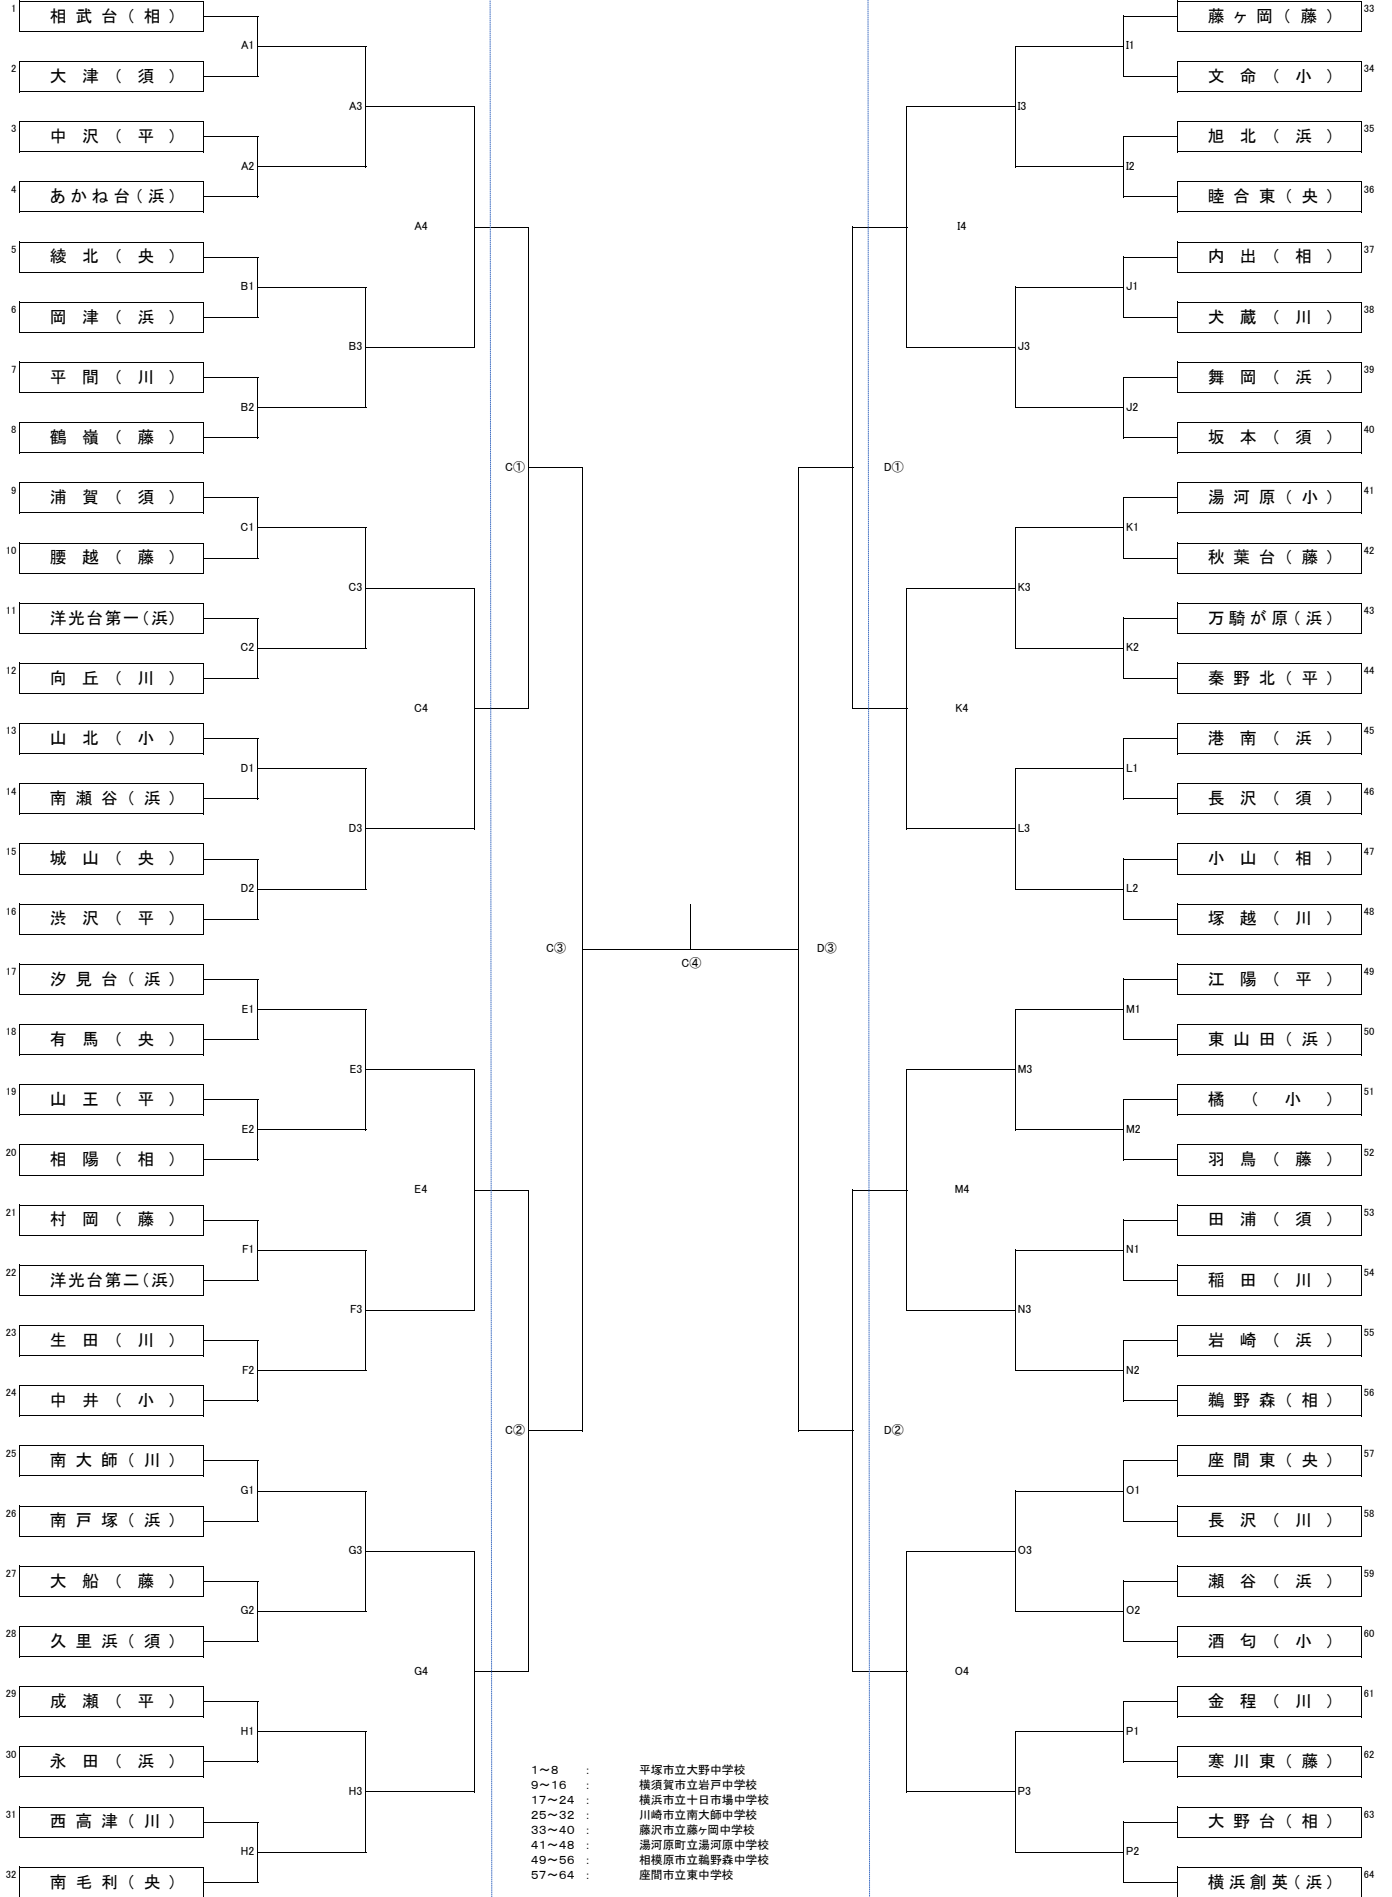 1 相武台(相)
A1
2 大津(須)
A3
3 中沢(平)
A2
4 あかね台(浜)
A4
5 綾北(央)
B1
6 岡津(浜)
B3
7 平間(川)
B2
8 鶴嶺(藤)
C①
9 浦賀(須)
C1
10 腰越(藤)
C3
11 洋光台第一(浜)
C2
12 向丘(川)
C4
13 山北(小)
D1
14 南瀬谷(浜)
D3
15 城山(央)
D2
16 渋沢(平)
C③
17 汐見台(浜)
E1
18 有馬(央)
E3
19 山王(平)
E2
20 相陽(相)
E4
21 村岡(藤)
F1
22 洋光台第二(浜)
F3
23 生田(川)
F2
24 中井(小)
C②
25 南大師(川)
G1
26 南戸塚(浜)
G3
27 大船(藤)
G2
28 久里浜(須)
G4
29 成瀬(平)
H1
30 永田(浜)
H3
31 西高津(川)
H2
32 南毛利(央)
C④
藤ヶ岡(藤) 33
I1
文命(小) 34
I3
旭北(浜) 35
I2
睦合東(央) 36
I4
内出(相) 37
J1
犬蔵(川) 38
J3
舞岡(浜) 39
J2
坂本(須) 40
D①
湯河原(小) 41
K1
秋葉台(藤) 42
K3
万騎が原(浜) 43
K2
秦野北(平) 44
K4
港南(浜) 45
L1
長沢(須) 46
L3
小山(相) 47
L2
塚越(川) 48
D③
江陽(平) 49
M1
東山田(浜) 50
M3
橘(小) 51
M2
羽鳥(藤) 52
M4
田浦(須) 53
N1
稲田(川) 54
N3
岩崎(浜) 55
N2
鵜野森(相) 56
D②
座間東(央) 57
O1
長沢(川) 58
O3
瀬谷(浜) 59
O2
酒匂(小) 60
O4
金程(川) 61
P1
寒川東(藤) 62
P3
大野台(相) 63
P2
横浜創英(浜) 64
1~8 : 平塚市立大野中学校
9~16 : 横須賀市立岩戸中学校
17~24 : 横浜市立十日市場中学校
25~32 : 川崎市立南大師中学校
33~40 : 藤沢市立藤ヶ岡中学校
41~48 : 湯河原町立湯河原中学校
49~56 : 相模原市立鵜野森中学校
57~64 : 座間市立東中学校